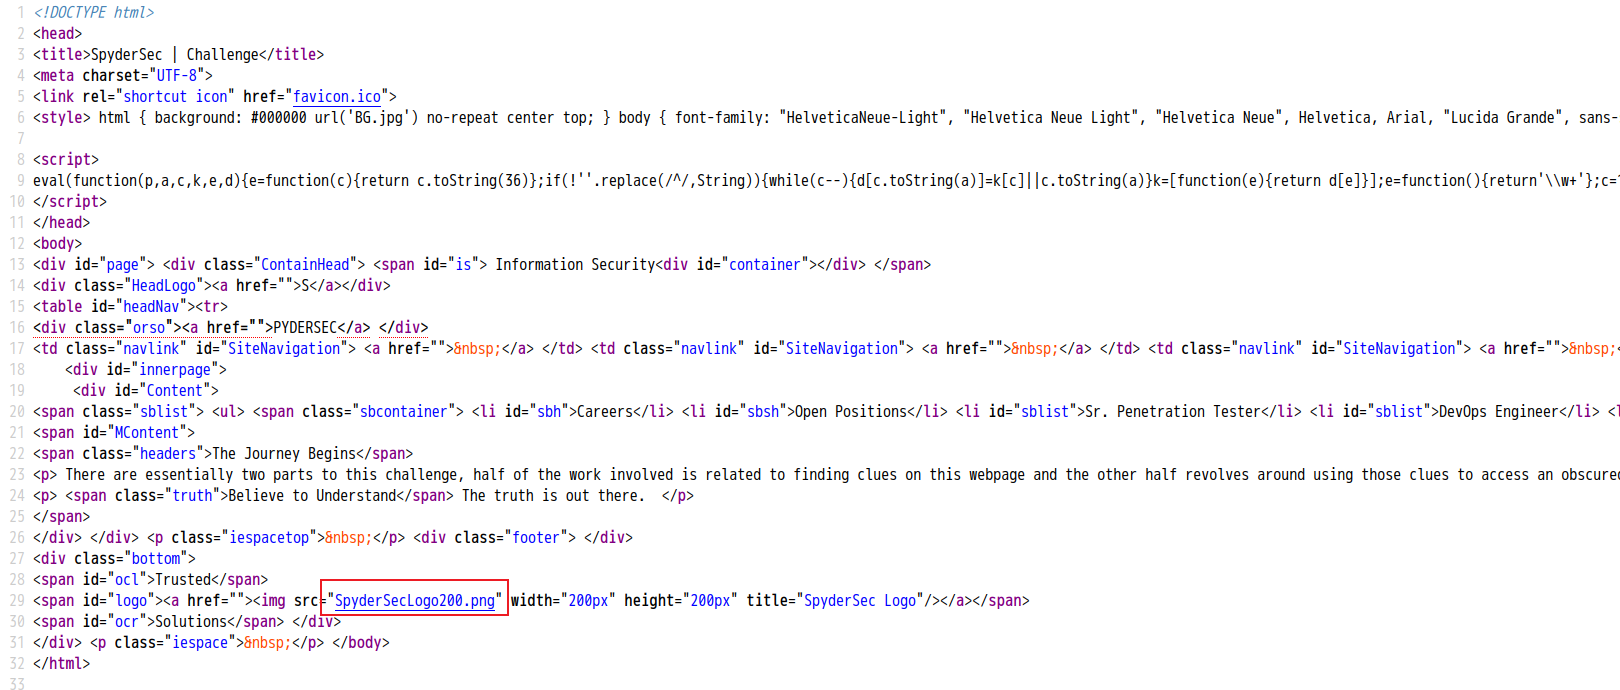 1 <!DOCTYPE html>
2 <head>
3 <title>SpyderSec | Challenge</title>
4 <meta charset="UTF-8">
5 <link rel="shortcut icon" href="favicon.ico">
6 <style> html { background: #000000 url('BG.jpg') no-repeat center top; } body { font-family: "HelveticaNeue-Light", "Helvetica Neue Light", "Helvetica Neue", Helvetica, Arial, "Lucida Grande", sans-
7
8 <script>
9 eval(function(p,a,c,k,e,d){e=function(c){return c.toString(36)};if(!''.replace(/^/,String)){while(c--){d[c.toString(a)]=k[c]||c.toString(a)}k=[function(e){return d[e]}];e=function(){return'\\w+'};c=
10 </script>
11 </head>
12 <body>
13 <div id="page"> <div class="ContainHead"> <span id="is"> Information Security<div id="container"></div> </span>
14 <div class="HeadLogo"><a href="">S</a></div>
15 <table id="headNav"><tr>
16 <div class="orso"><a href="">PYDERSEC</a> </div>
17 <td class="navlink" id="SiteNavigation"> <a href="">&nbsp;</a> </td> <td class="navlink" id="SiteNavigation"> <a href="">&nbsp;</a> </td> <td class="navlink" id="SiteNavigation"> <a href="">&nbsp;<
18 <div id="innerpage">
19 <div id="Content">
20 <span class="sblist"> <ul> <span class="sbcontainer"> <li id="sbh">Careers</li> <li id="sbsh">Open Positions</li> <li id="sblist">Sr. Penetration Tester</li> <li id="sblist">DevOps Engineer</li> <l
21 <span id="MContent">
22 <span class="headers">The Journey Begins</span>
23 <p> There are essentially two parts to this challenge, half of the work involved is related to finding clues on this webpage and the other half revolves around using those clues to access an obscured
24 <p> <span class="truth">Believe to Understand</span> The truth is out there.  </p>
25 </span>
26 </div> </div> <p class="iespacetop">&nbsp;</p> <div class="footer"> </div>
27 <div class="bottom">
28 <span id="ocl">Trusted</span>
29 <span id="logo"><a href=""><img src="SpyderSecLogo200.png" width="200px" height="200px" title="SpyderSec Logo"/></a></span>
30 <span id="ocr">Solutions</span> </div>
31 </div> <p class="iespace">&nbsp;</p> </body>
32 </html>
33